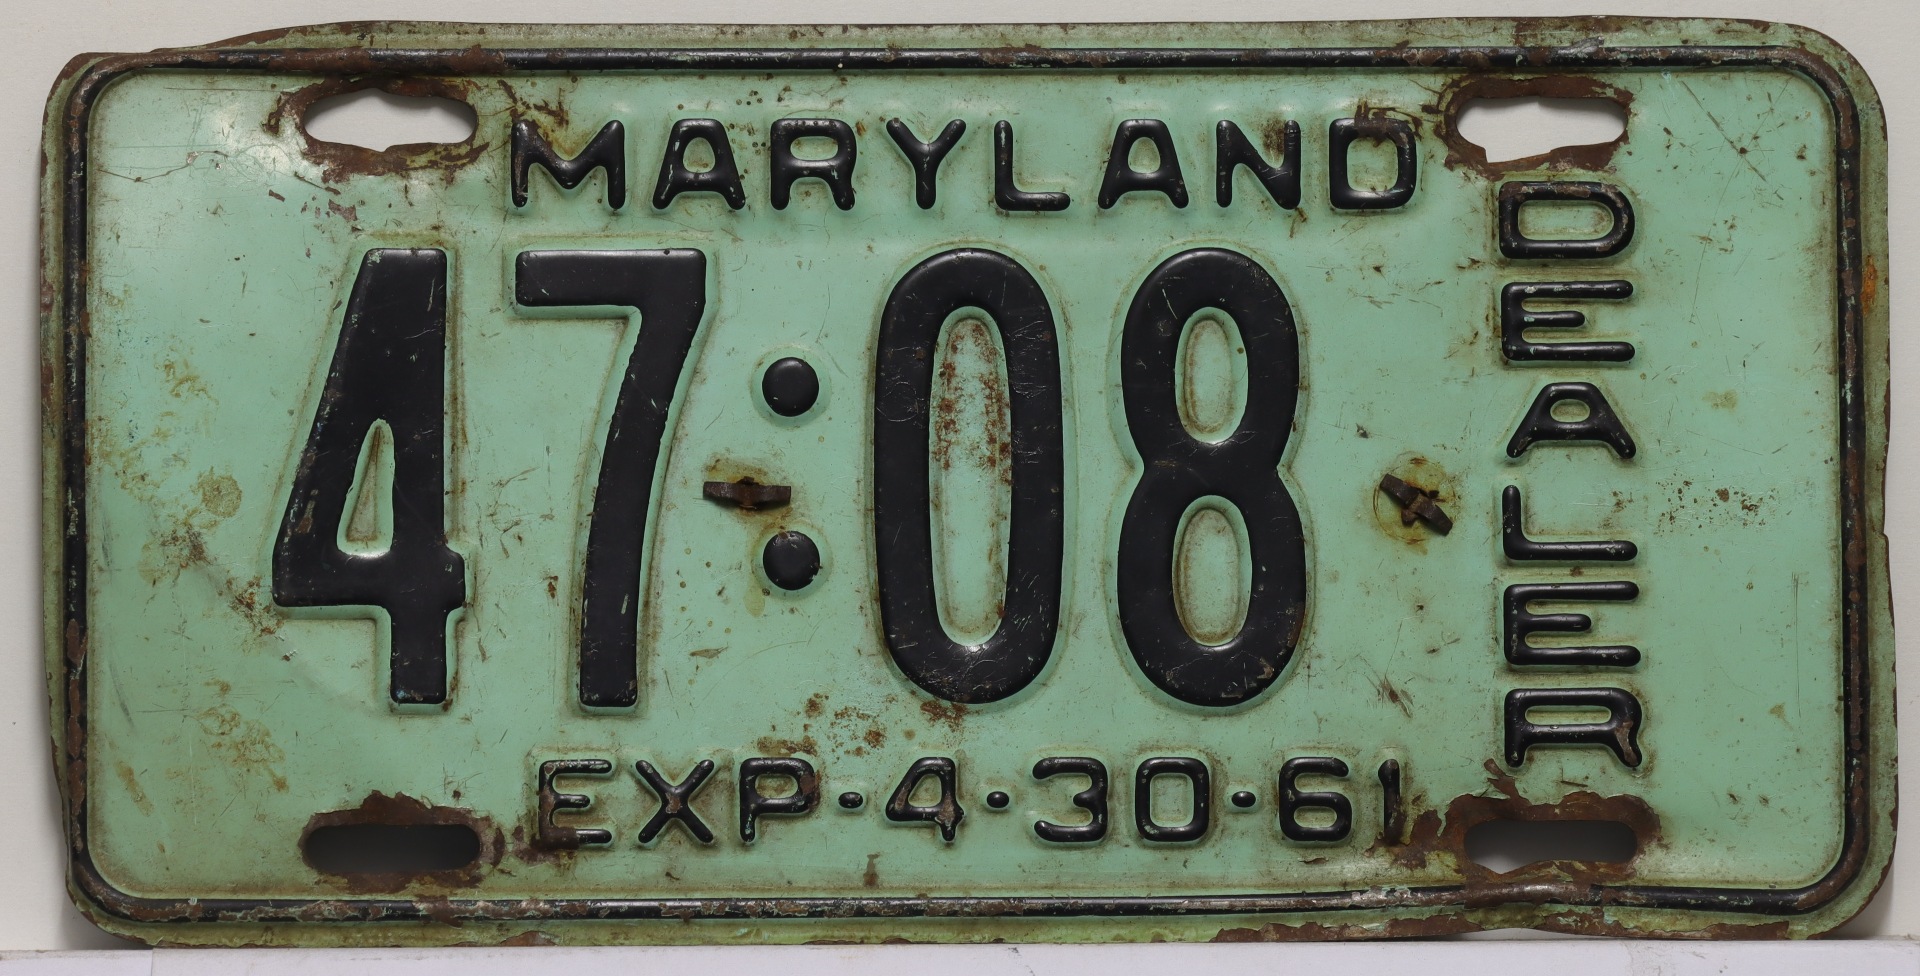 MARYLAND
47:08
DEALER
EXP·4·30·61